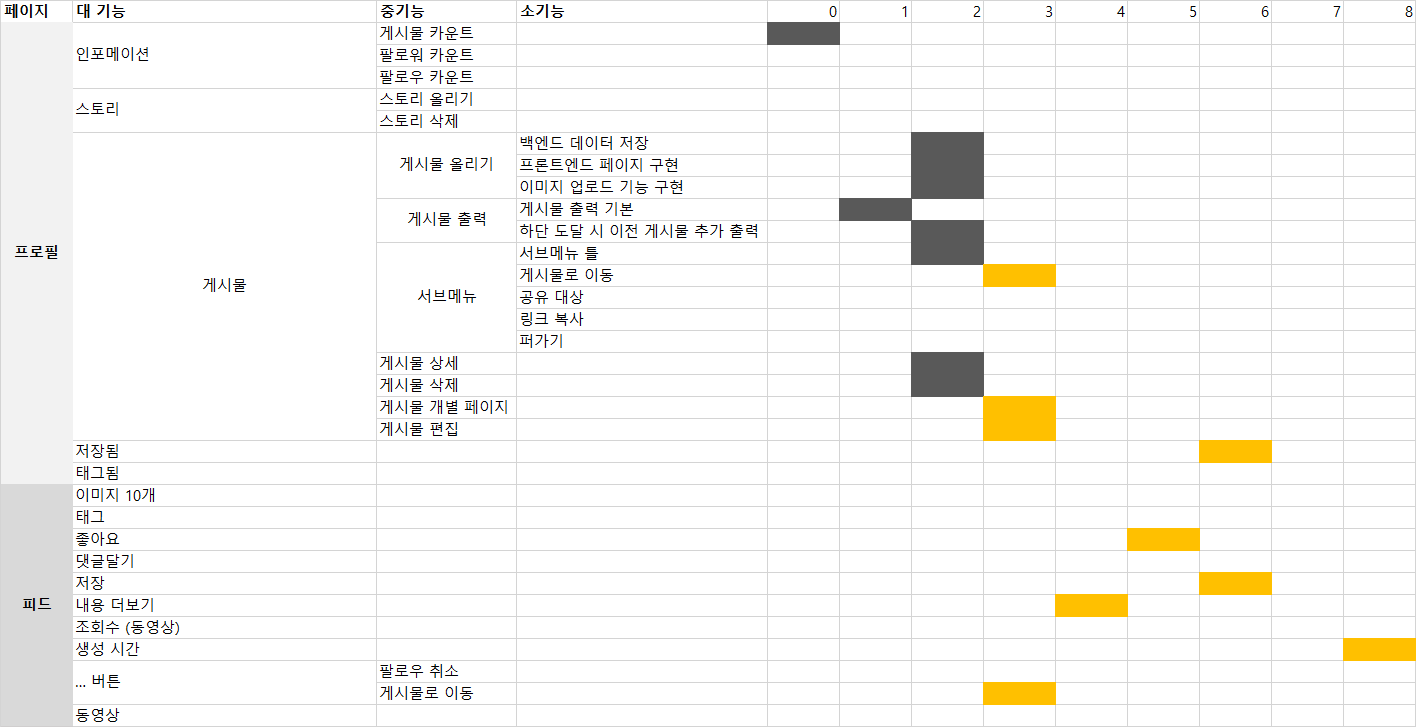 페이지 대 기능 중기능 소기능 0 1 2 3 4 5 6 7 8
프로필
인포메이션
게시물 카운트
팔로워 카운트
팔로우 카운트
스토리
스토리 올리기
스토리 삭제
게시물
게시물 올리기
백엔드 데이터 저장
프론트엔드 페이지 구현
이미지 업로드 기능 구현
게시물 출력
게시물 출력 기본
하단 도달 시 이전 게시물 추가 출력
서브메뉴
서브메뉴 틀
게시물로 이동
공유 대상
링크 복사
퍼가기
게시물 상세
게시물 삭제
게시물 개별 페이지
게시물 편집
저장됨
태그됨
피드
이미지 10개
태그
좋아요
댓글달기
저장
내용 더보기
조회수 (동영상)
생성 시간
... 버튼
팔로우 취소
게시물로 이동
동영상